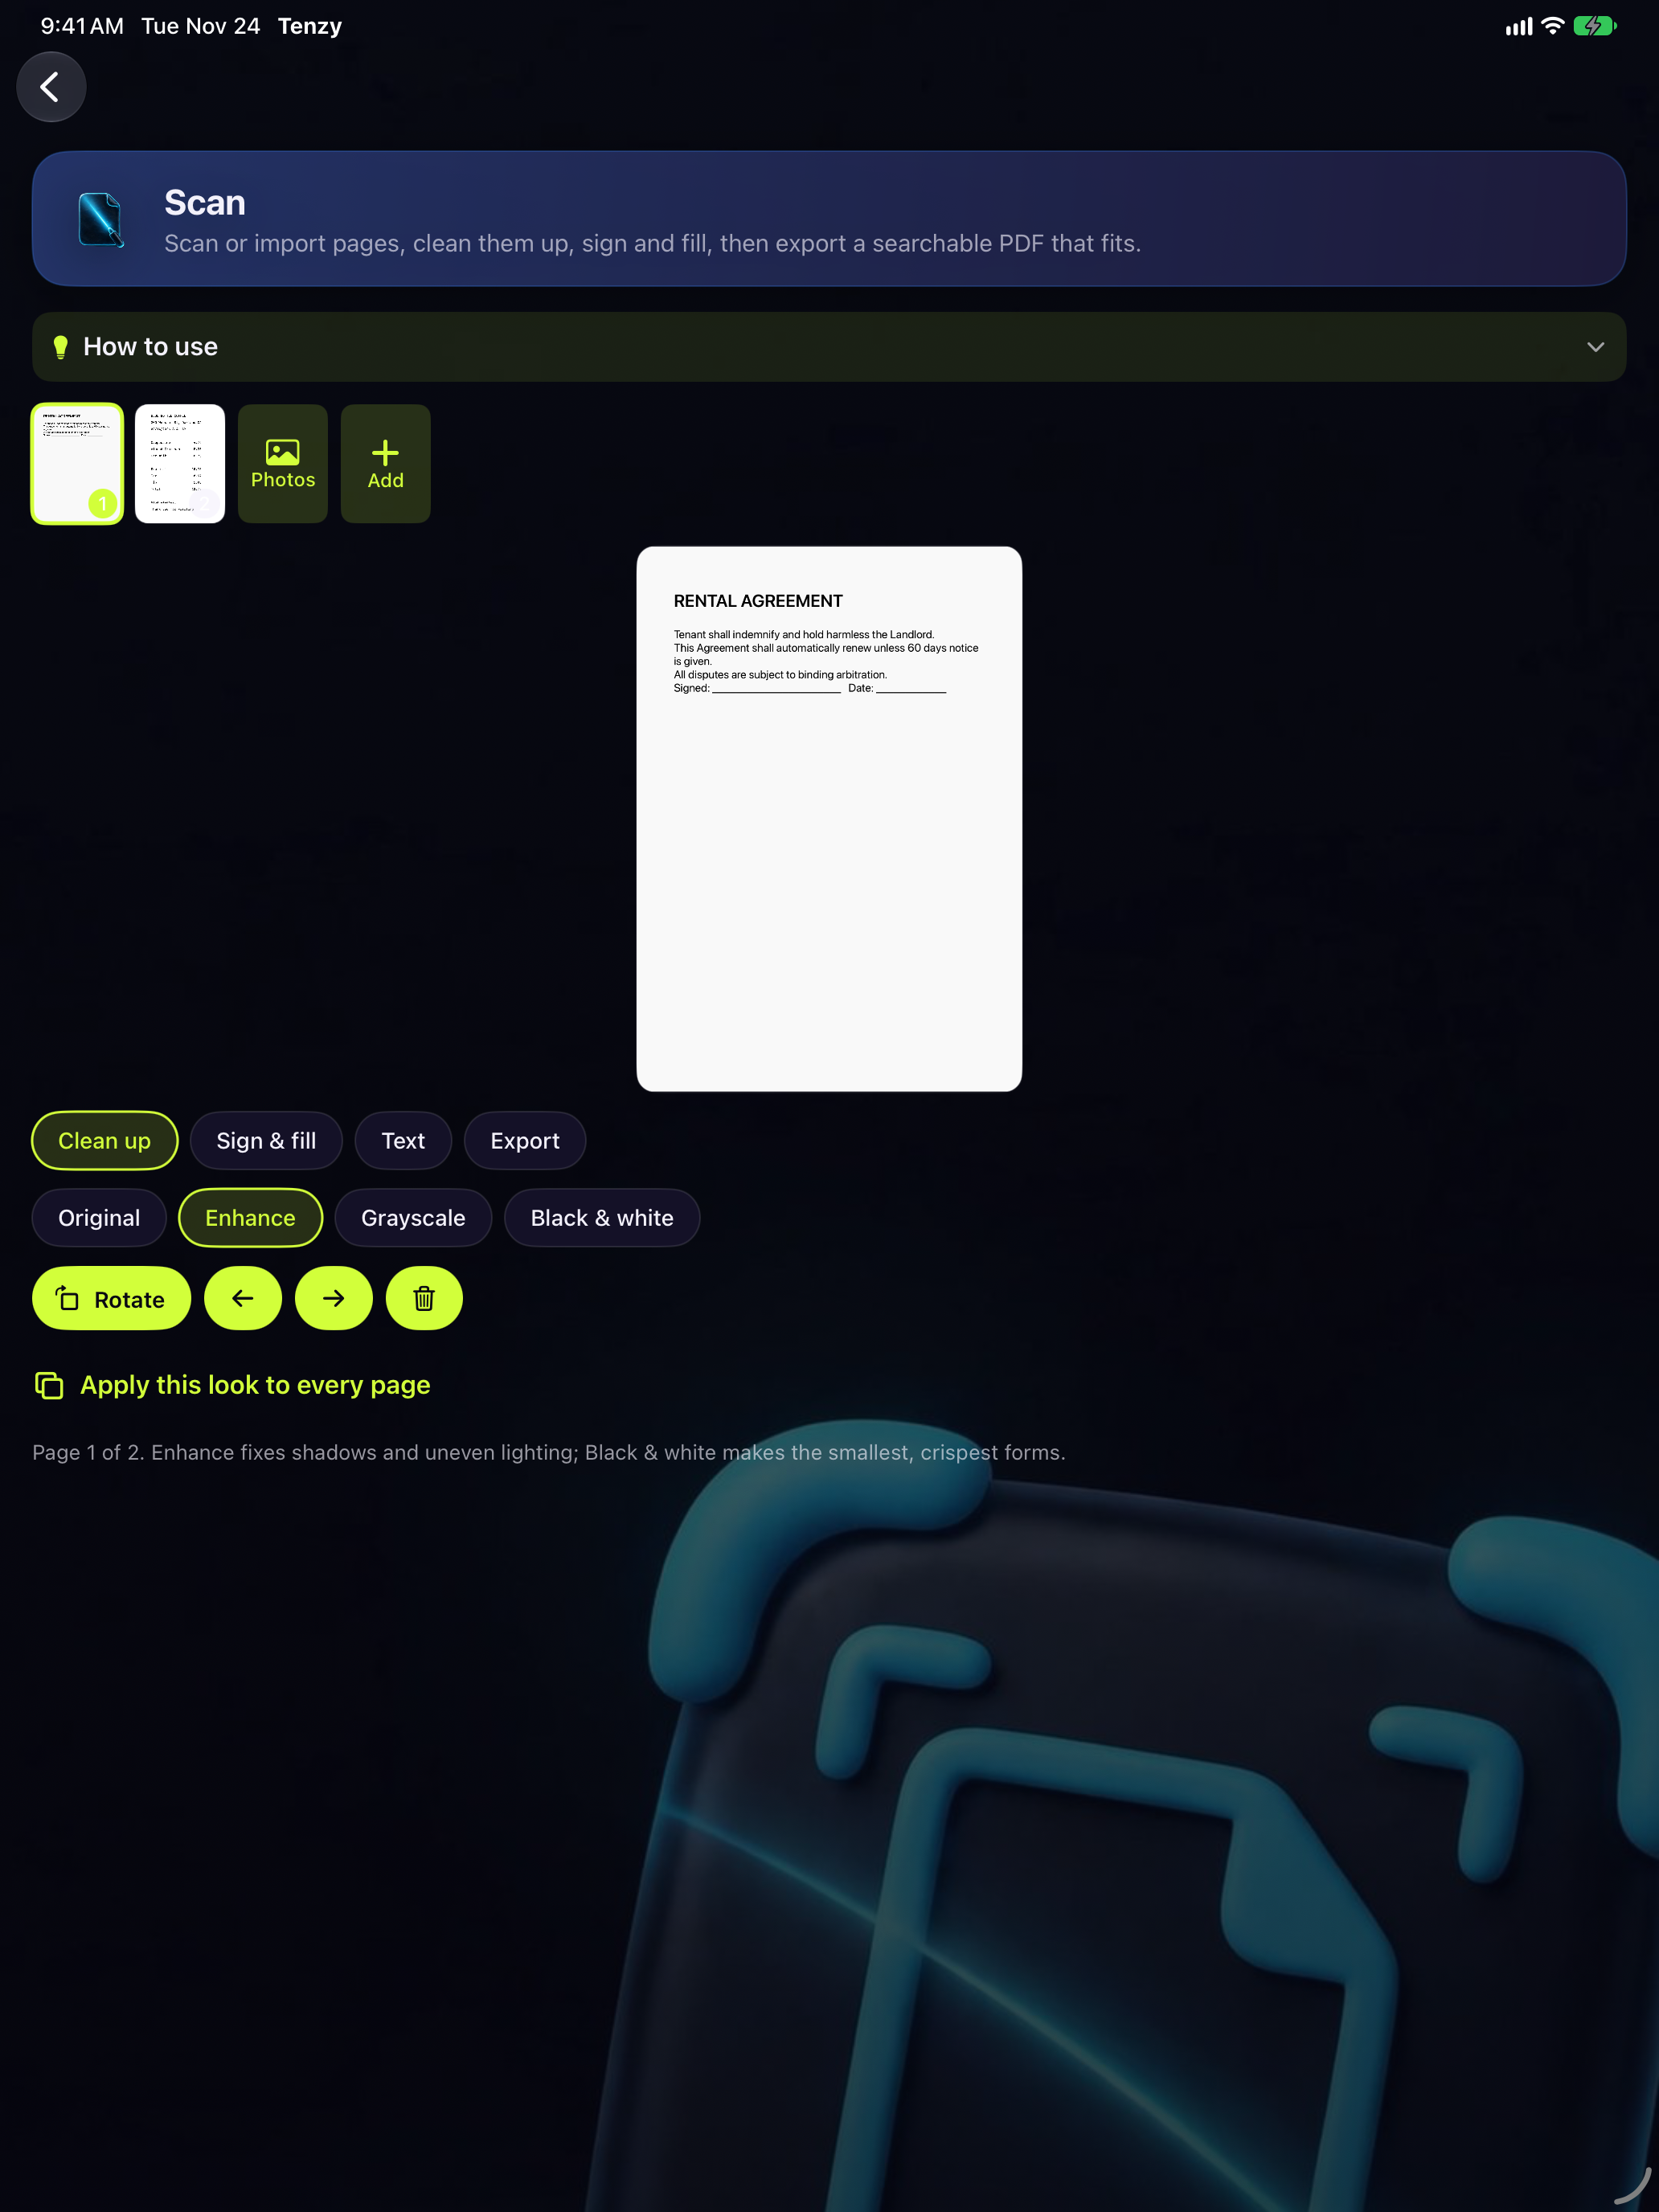 9:41 AM Tue Nov 24 Tenzy
Scan
Scan or import pages, clean them up, sign and fill, then export a searchable PDF that fits.
How to use
1
2
Photos
Add
RENTAL AGREEMENT
Tenant shall indemnify and hold harmless the Landlord.
This Agreement shall automatically renew unless 60 days notice
is given.
All disputes are subject to binding arbitration.
Signed: ______________________ Date: ____________
Clean up Sign & fill Text Export
Original Enhance Grayscale Black & white
Rotate
Apply this look to every page
Page 1 of 2. Enhance fixes shadows and uneven lighting; Black & white makes the smallest, crispest forms.